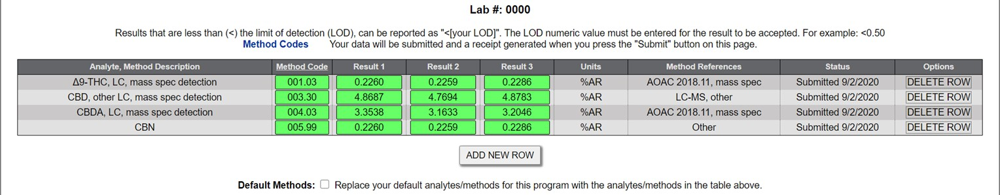 Lab #: 0000
Results that are less than (<) the limit of detection (LOD), can be reported as "<[your LOD]". The LOD numeric value must be entered for the result to be accepted. For example: <0.50
Method Codes Your data will be submitted and a receipt generated when you press the "Submit" button on this page.
Analyte, Method Description Method Code Result 1 Result 2 Result 3 Units Method References Status Options
Δ9-THC, LC, mass spec detection 001.03 0.2260 0.2259 0.2286 %AR AOAC 2018.11, mass spec Submitted 9/2/2020 DELETE ROW
CBD, other LC, mass spec detection 003.30 4.8687 4.7694 4.8783 %AR LC-MS, other Submitted 9/2/2020 DELETE ROW
CBDA, LC, mass spec detection 004.03 3.3538 3.1633 3.2046 %AR AOAC 2018.11, mass spec Submitted 9/2/2020 DELETE ROW
CBN 005.99 0.2260 0.2259 0.2286 %AR Other Submitted 9/2/2020 DELETE ROW
ADD NEW ROW
Default Methods: Replace your default analytes/methods for this program with the analytes/methods in the table above.